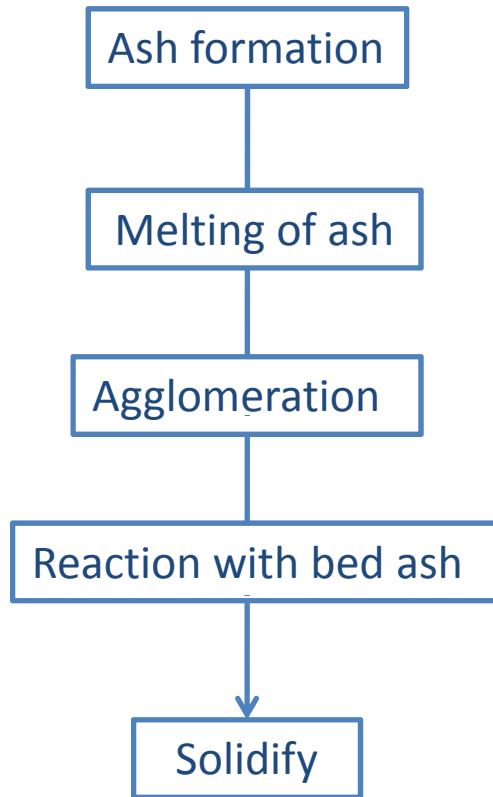 Ash formation
Melting of ash
Agglomeration
Reaction with bed ash
Solidify